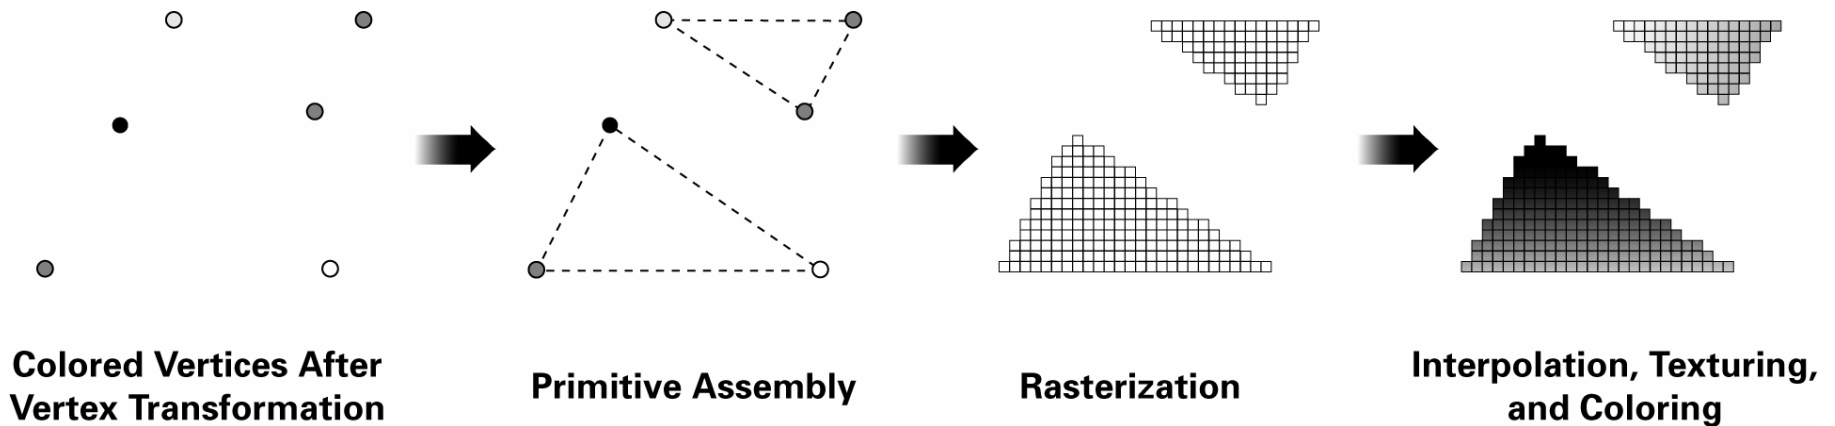 Colored Vertices After
Vertex Transformation
Primitive Assembly
Rasterization
Interpolation, Texturing,
and Coloring